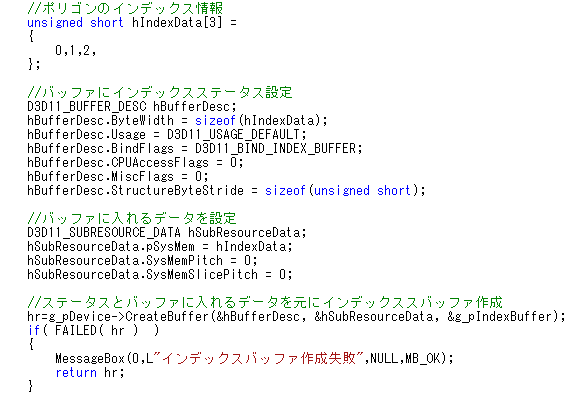 //ポリゴンのインデックス情報
unsigned short hIndexData[3] =
{
0,1,2,
};
//バッファにインデックスステータス設定
D3D11_BUFFER_DESC hBufferDesc;
hBufferDesc.ByteWidth = sizeof(hIndexData);
hBufferDesc.Usage = D3D11_USAGE_DEFAULT;
hBufferDesc.BindFlags = D3D11_BIND_INDEX_BUFFER;
hBufferDesc.CPUAccessFlags = 0;
hBufferDesc.MiscFlags = 0;
hBufferDesc.StructureByteStride = sizeof(unsigned short);
//バッファに入れるデータを設定
D3D11_SUBRESOURCE_DATA hSubResourceData;
hSubResourceData.pSysMem = hIndexData;
hSubResourceData.SysMemPitch = 0;
hSubResourceData.SysMemSlicePitch = 0;
//ステータスとバッファに入れるデータを元にインデックススバッファ作成
hr=g_pDevice->CreateBuffer(&hBufferDesc, &hSubResourceData, &g_pIndexBuffer);
if( FAILED( hr ) )
{
MessageBox(0,L"インデックスバッファ作成失敗",NULL,MB_OK);
return hr;
}